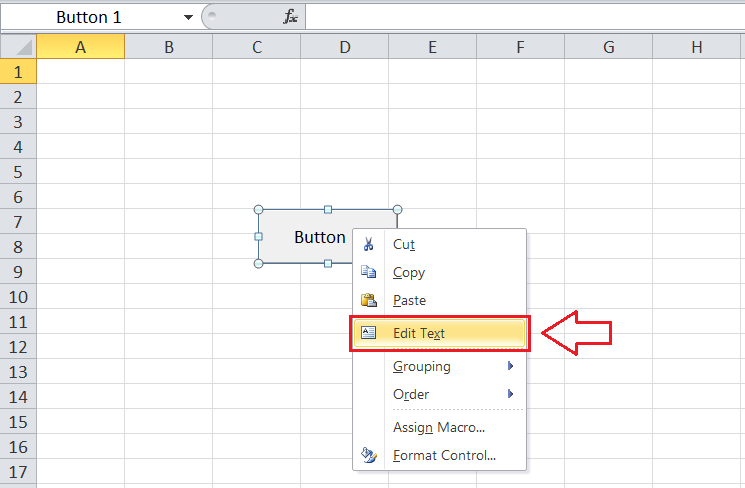 Button 1
fx
A B C D E F G H
1
2
3
4
5
6
7
8
9
10
11
12
13
14
15
16
17
Button
Cut
Copy
Paste
Edit Text
Grouping
Order
Assign Macro...
Format Control...